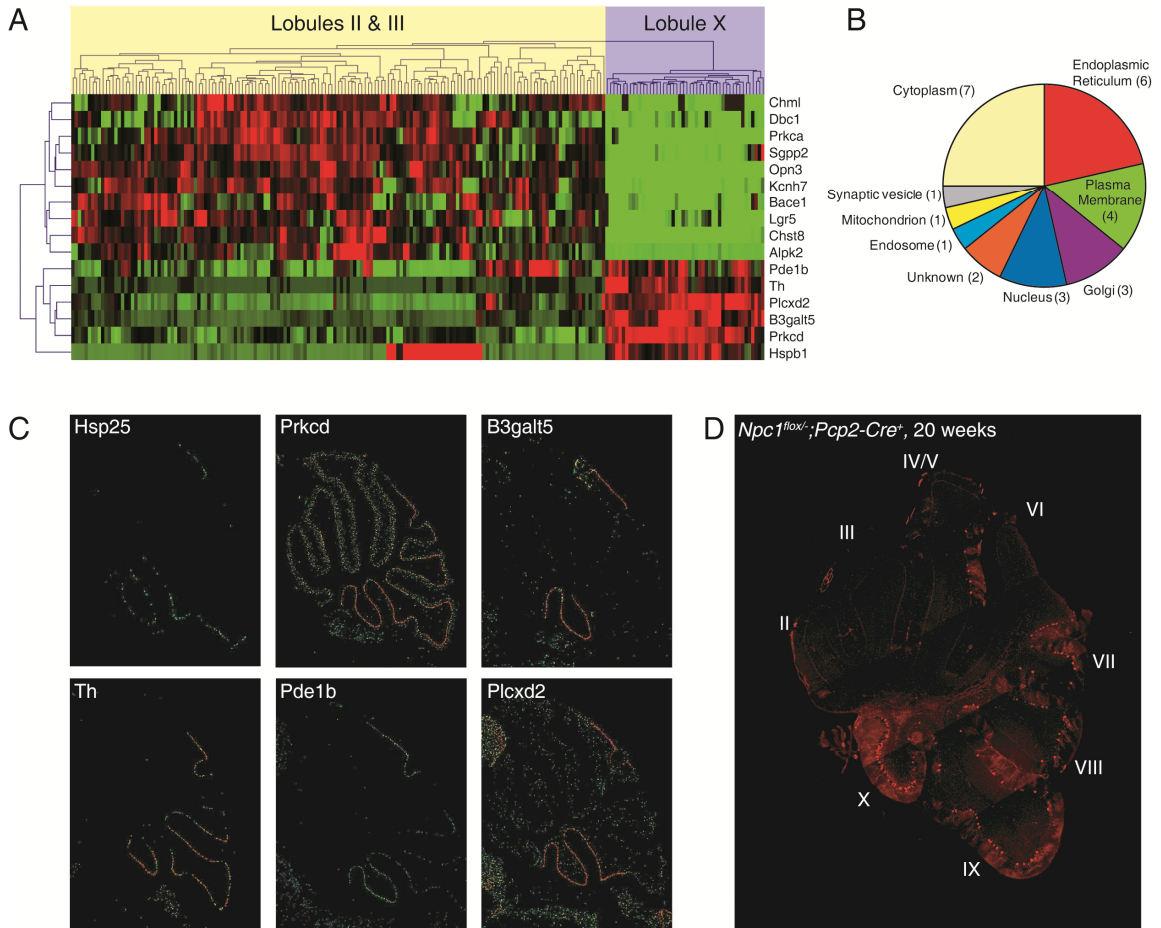 A
Lobules II & III
Lobule X
Chml
Dbc1
Prkca
Sgpp2
Opn3
Kcnh7
Bace1
Lgr5
Chst8
Alpk2
Pde1b
Th
Plcxd2
B3galt5
Prkcd
Hspb1
B
Endoplasmic
Reticulum (6)
Cytoplasm (7)
Plasma
Membrane
(4)
Synaptic vesicle (1)
Mitochondrion (1)
Endosome (1)
Unknown (2)
Nucleus (3)
Golgi (3)
C
Hsp25
Prkcd
B3galt5
Th
Pde1b
Plcxd2
D
Npc1flox/-;Pcp2-Cre+, 20 weeks
IV/V
VI
III
II
VII
VIII
X
IX